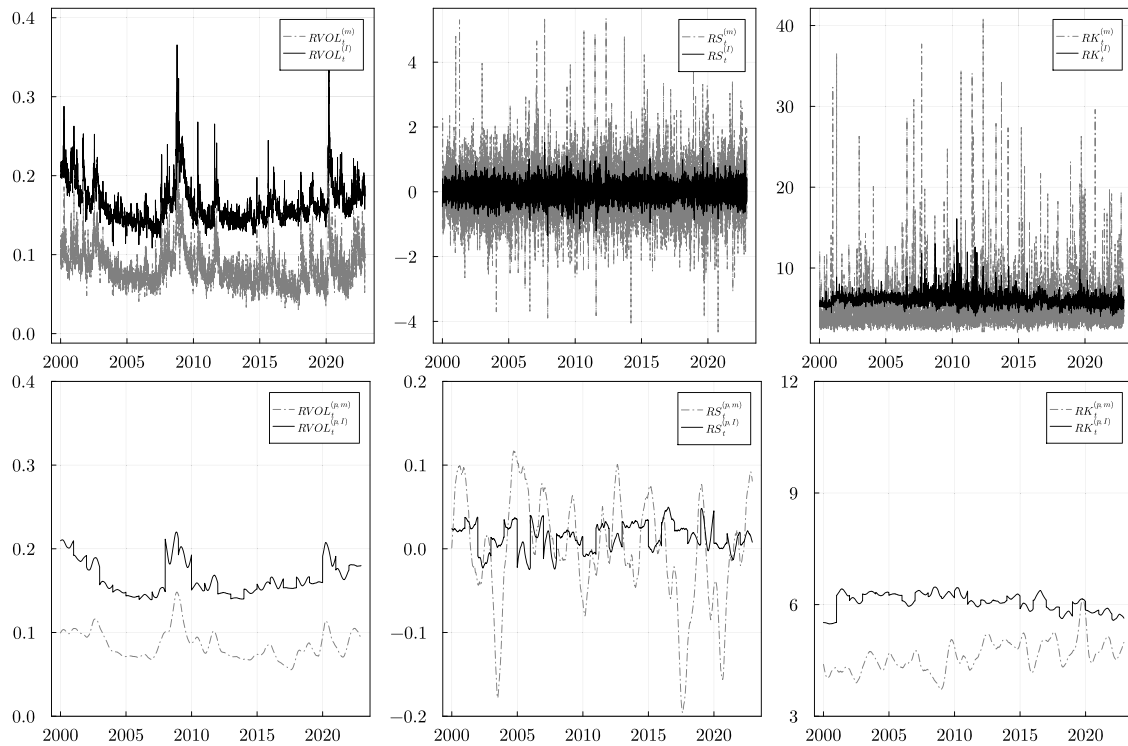 0.4
0.3
0.2
0.1
0.0
2000 2005 2010 2015 2020
RVOL_t^(m)
RVOL_t^(I)
4
2
0
−2
−4
2000 2005 2010 2015 2020
RS_t^(m)
RS_t^(I)
40
30
20
10
2000 2005 2010 2015 2020
RK_t^(m)
RK_t^(I)
0.4
0.3
0.2
0.1
0.0
2000 2005 2010 2015 2020
RVOL_t^(p,m)
RVOL_t^(p,I)
0.2
0.1
0.0
−0.1
−0.2
2000 2005 2010 2015 2020
RS_t^(p,m)
RS_t^(p,I)
12
9
6
3
2000 2005 2010 2015 2020
RK_t^(p,m)
RK_t^(p,I)